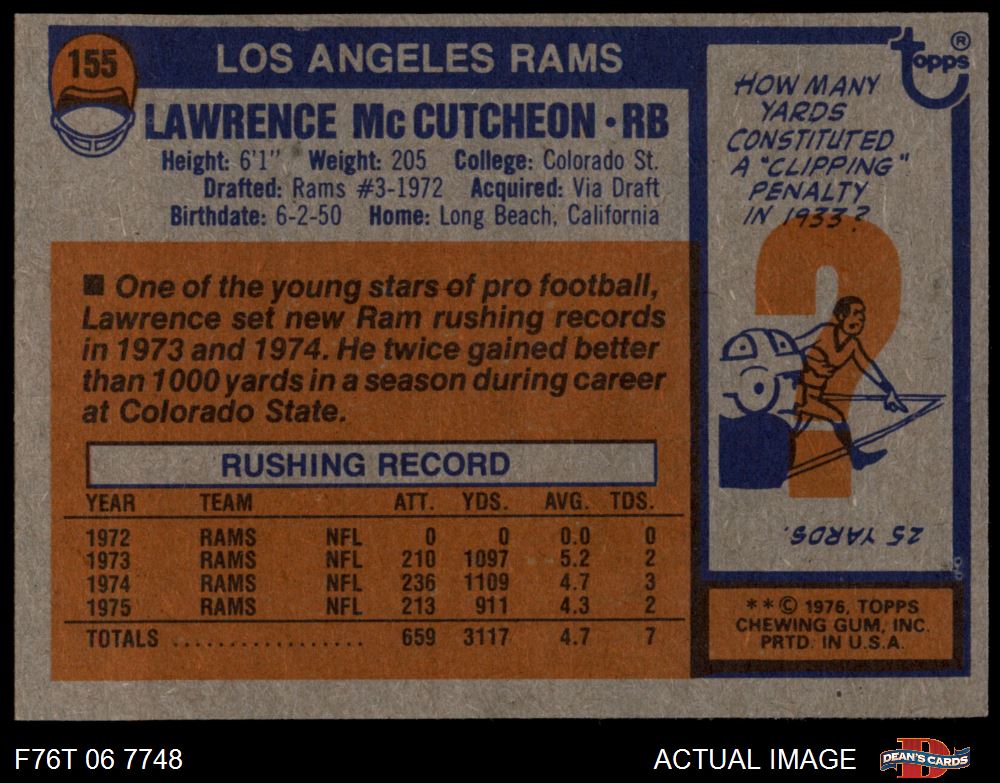 155
LOS ANGELES RAMS
LAWRENCE McCUTCHEON • RB
Height: 6'1" Weight: 205 College: Colorado St.
Drafted: Rams #3-1972 Acquired: Via Draft
Birthdate: 6-2-50 Home: Long Beach, California
■ One of the young stars of pro football,
Lawrence set new Ram rushing records
in 1973 and 1974. He twice gained better
than 1000 yards in a season during career
at Colorado State.
RUSHING RECORD
YEAR TEAM ATT. YDS. AVG. TDS.
1972 RAMS NFL 0 0 0.0 0
1973 RAMS NFL 210 1097 5.2 2
1974 RAMS NFL 236 1109 4.7 3
1975 RAMS NFL 213 911 4.3 2
TOTALS .................. 659 3117 4.7 7
topps®
HOW MANY
YARDS
CONSTITUTED
A "CLIPPING"
PENALTY
IN 1933?
?
25 YARDS.
**© 1976, TOPPS
CHEWING GUM, INC.
PRTD. IN U.S.A.
F76T 06 7748
ACTUAL IMAGE
D
DEAN'S CARDS